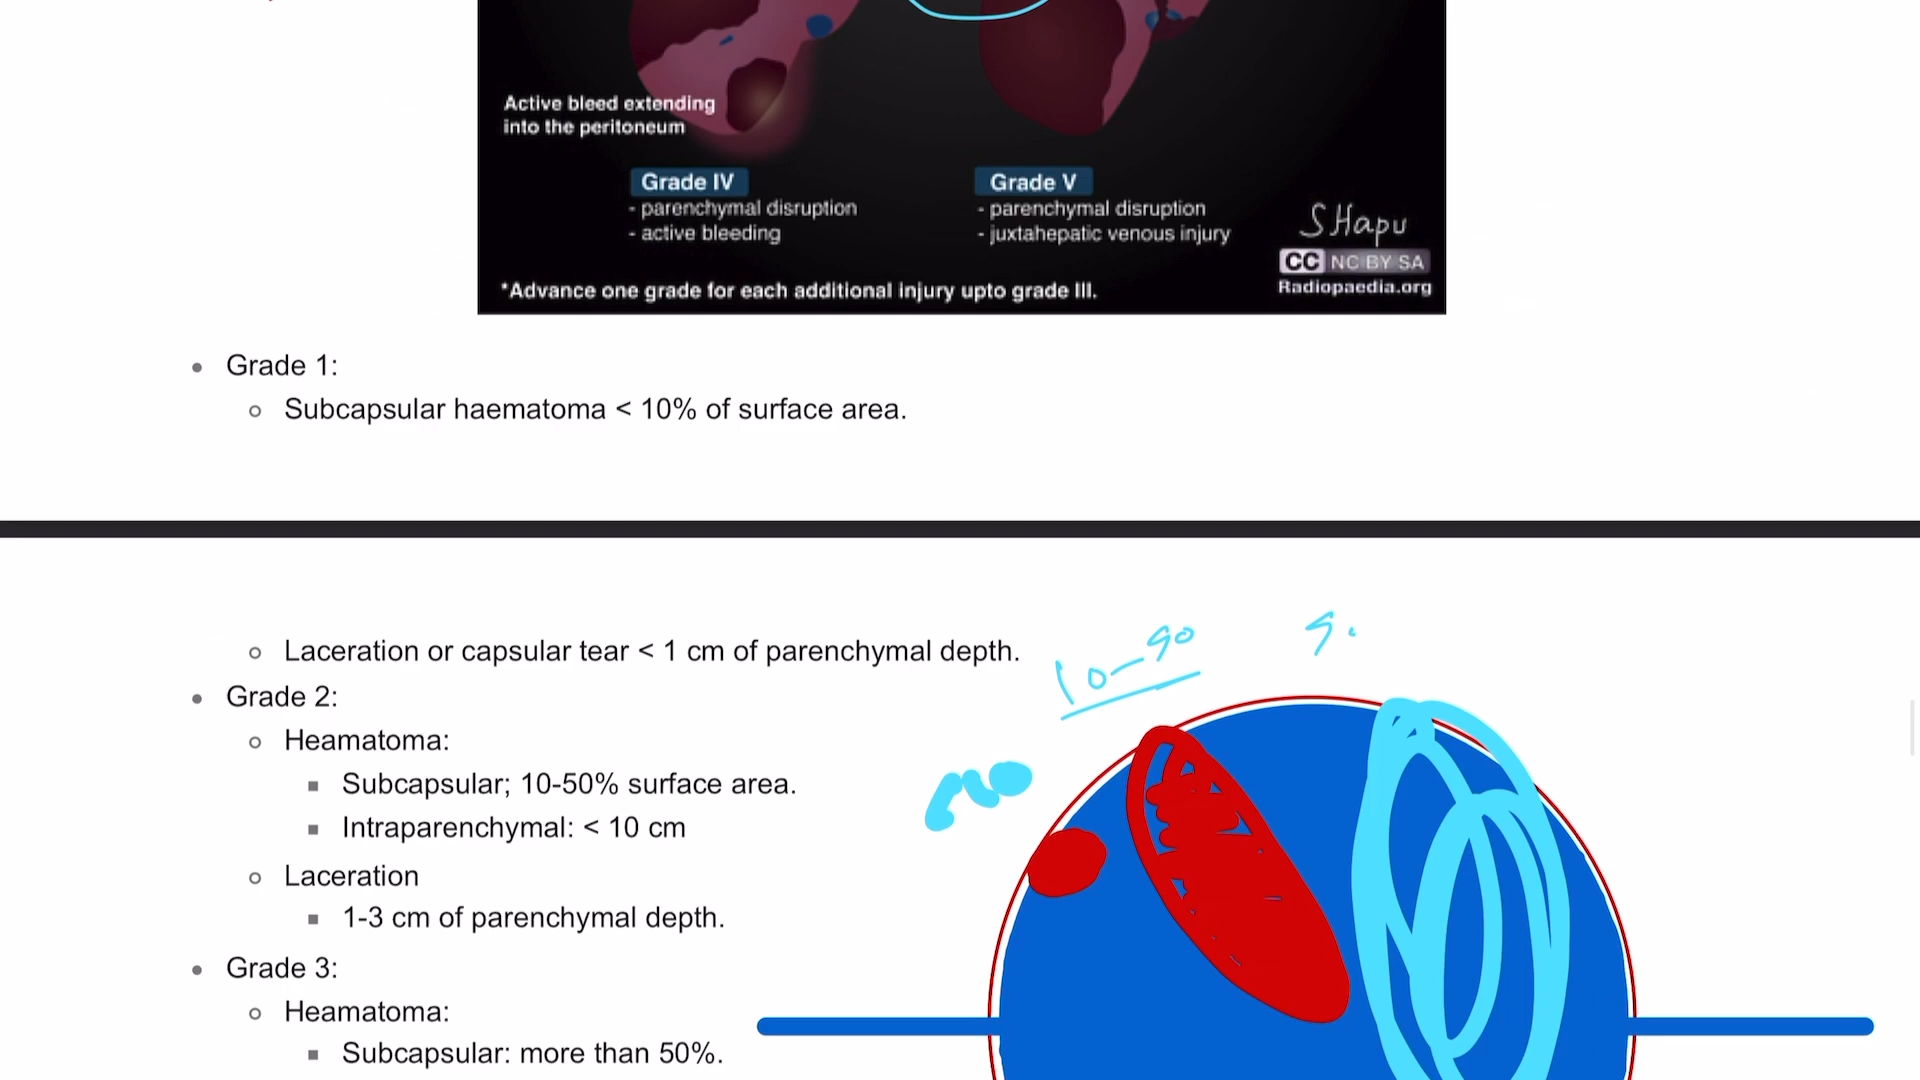 Active bleed extending
into the peritoneum
Grade IV
- parenchymal disruption
- active bleeding
Grade V
- parenchymal disruption
- juxtahepatic venous injury
SHapu
CC NC BY SA
Radiopaedia.org
*Advance one grade for each additional injury upto grade III.
Grade 1:
Subcapsular haematoma < 10% of surface area.
Laceration or capsular tear < 1 cm of parenchymal depth.
Grade 2:
Heamatoma:
Subcapsular; 10-50% surface area.
Intraparenchymal: < 10 cm
Laceration
1-3 cm of parenchymal depth.
Grade 3:
Heamatoma:
Subcapsular: more than 50%.